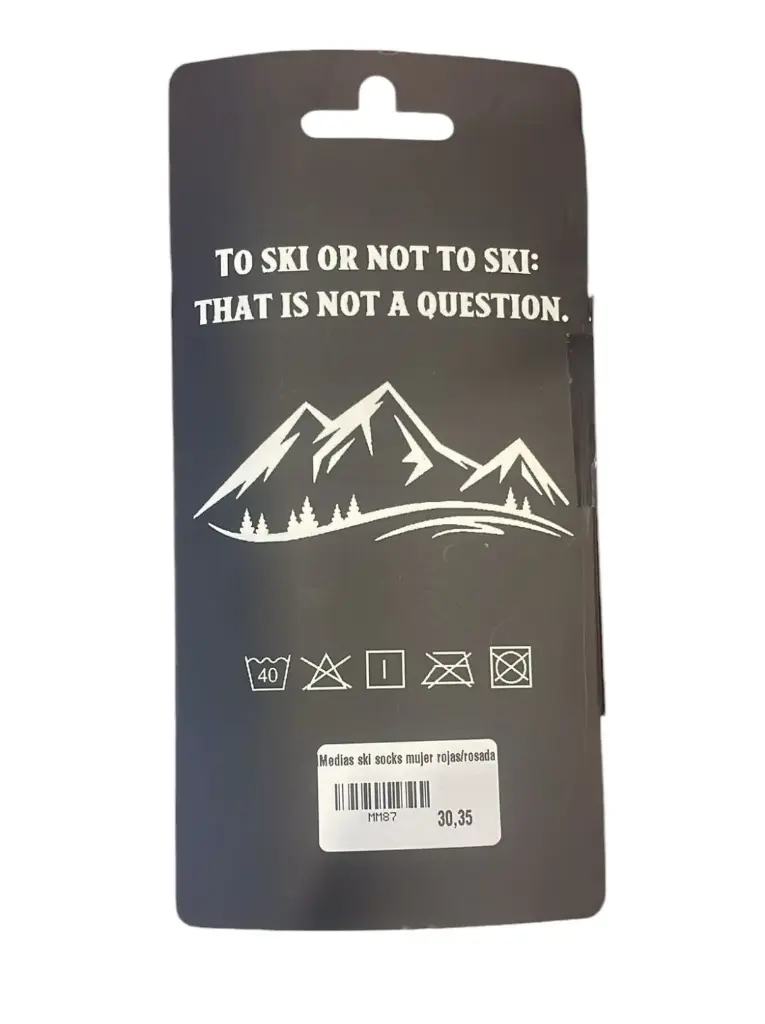 TO SKI OR NOT TO SKI:
THAT IS NOT A QUESTION.
40
Medias ski socks mujer rojas/rosada
MM87
30,35